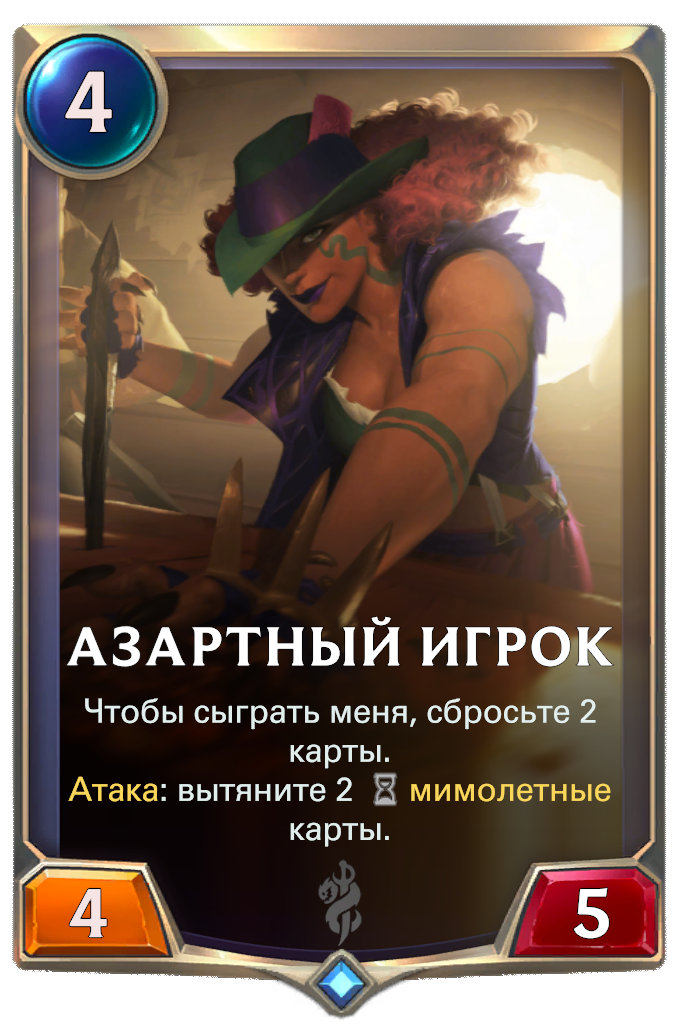 4
АЗАРТНЫЙ ИГРОК
Чтобы сыграть меня, сбросьте 2
карты.
Атака: вытяните 2 мимолетные
карты.
4
5